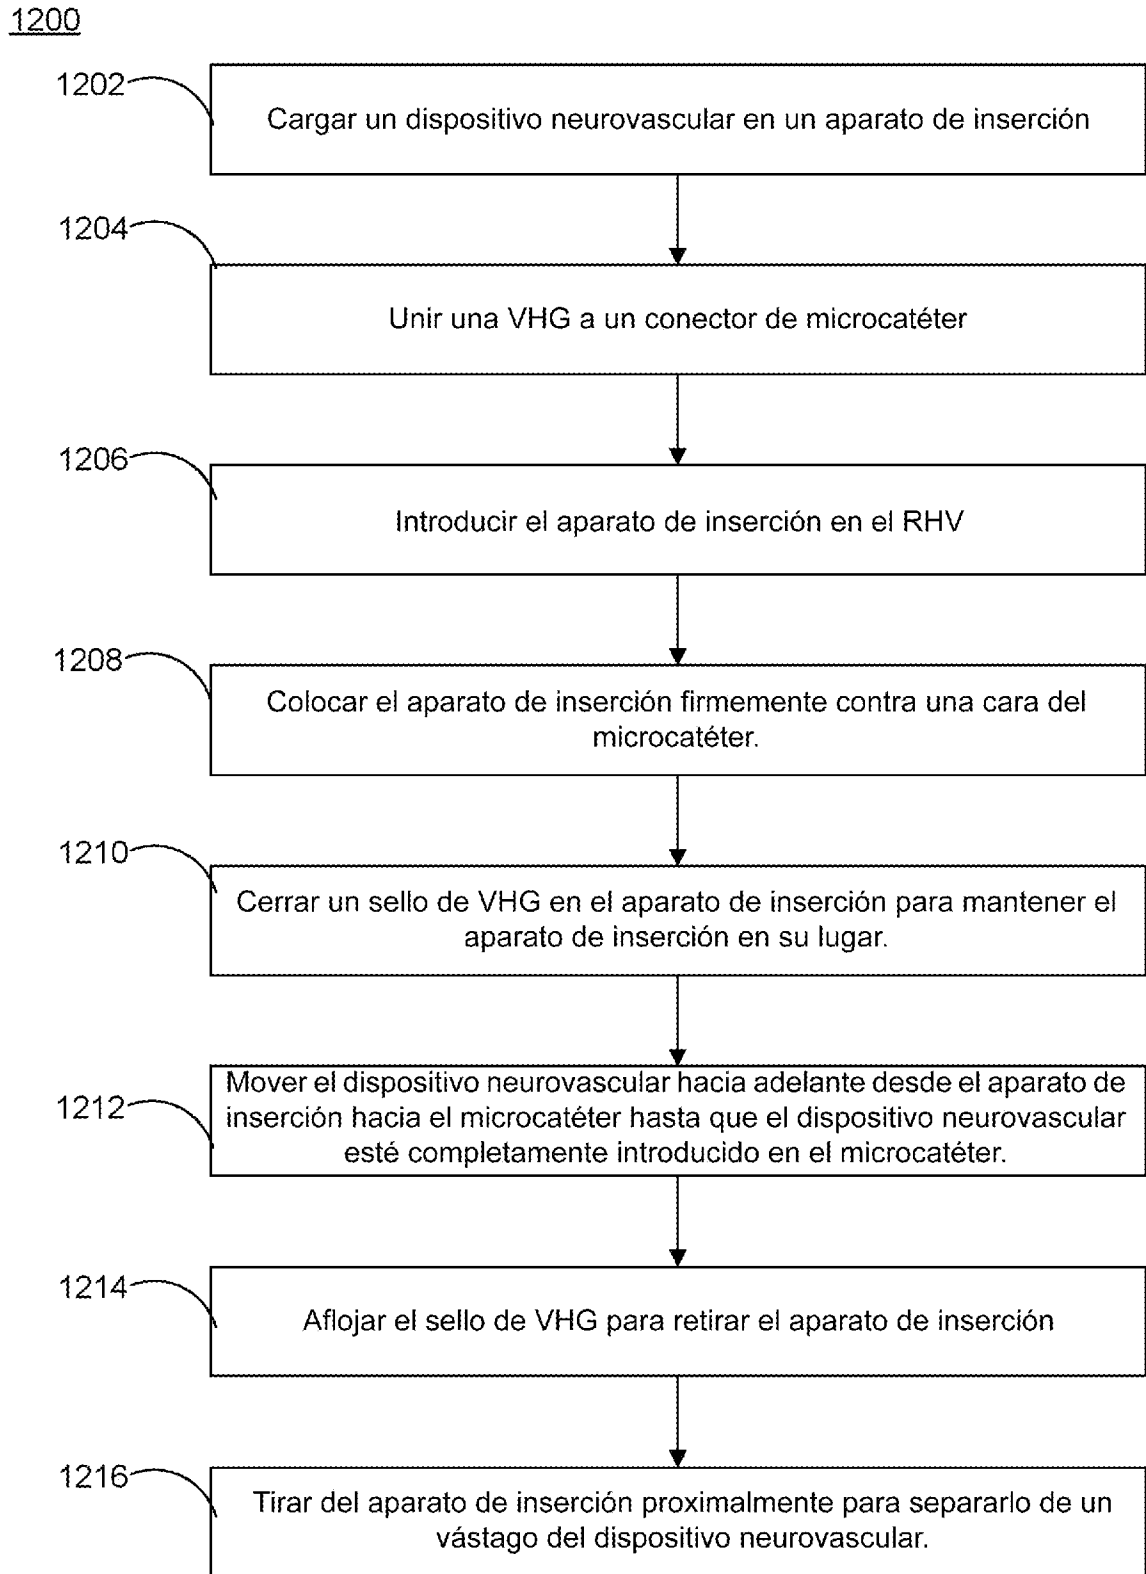 1200
1202
Cargar un dispositivo neurovascular en un aparato de inserción
1204
Unir una VHG a un conector de microcatéter
1206
Introducir el aparato de inserción en el RHV
1208
Colocar el aparato de inserción firmemente contra una cara del
microcatéter.
1210
Cerrar un sello de VHG en el aparato de inserción para mantener el
aparato de inserción en su lugar.
1212
Mover el dispositivo neurovascular hacia adelante desde el aparato de
inserción hacia el microcatéter hasta que el dispositivo neurovascular
esté completamente introducido en el microcatéter.
1214
Aflojar el sello de VHG para retirar el aparato de inserción
1216
Tirar del aparato de inserción proximalmente para separarlo de un
vástago del dispositivo neurovascular.